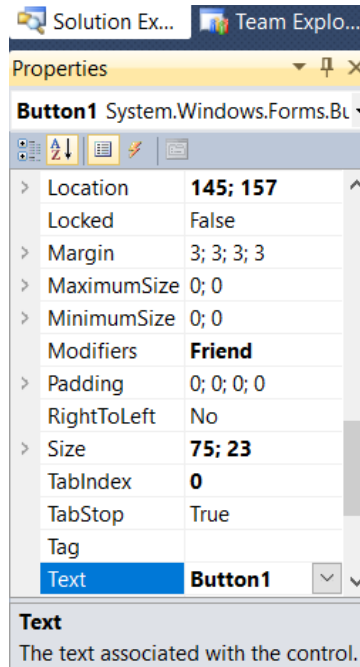 Solution Ex... Team Explo...
Properties
Button1 System.Windows.Forms.Bu
Location 145; 157
Locked False
Margin 3; 3; 3; 3
MaximumSize 0; 0
MinimumSize 0; 0
Modifiers Friend
Padding 0; 0; 0; 0
RightToLeft No
Size 75; 23
TabIndex 0
TabStop True
Tag
Text Button1
Text
The text associated with the control.